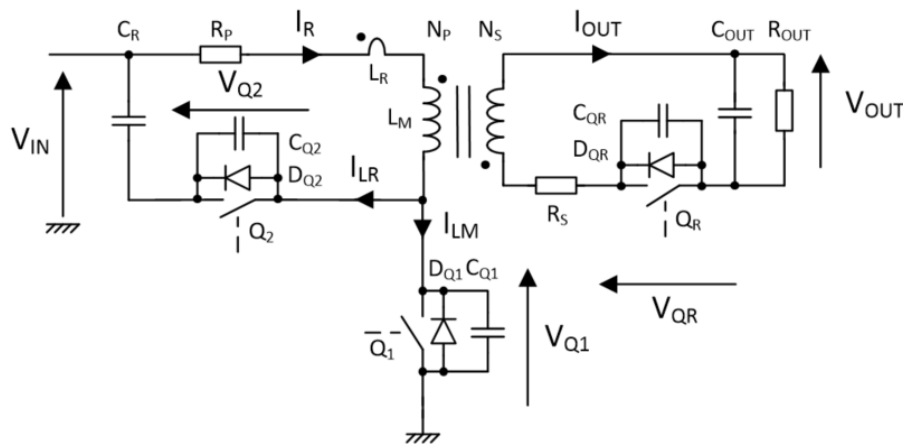 C_R R_P I_R N_P N_S I_OUT C_OUT R_OUT
L_R
V_Q2
L_M
C_QR
V_OUT
V_IN
C_Q2
D_QR
D_Q2
I_LR
R_S
Q_R
Q_2
I_LM
D_Q1 C_Q1
V_QR
Q_1
V_Q1